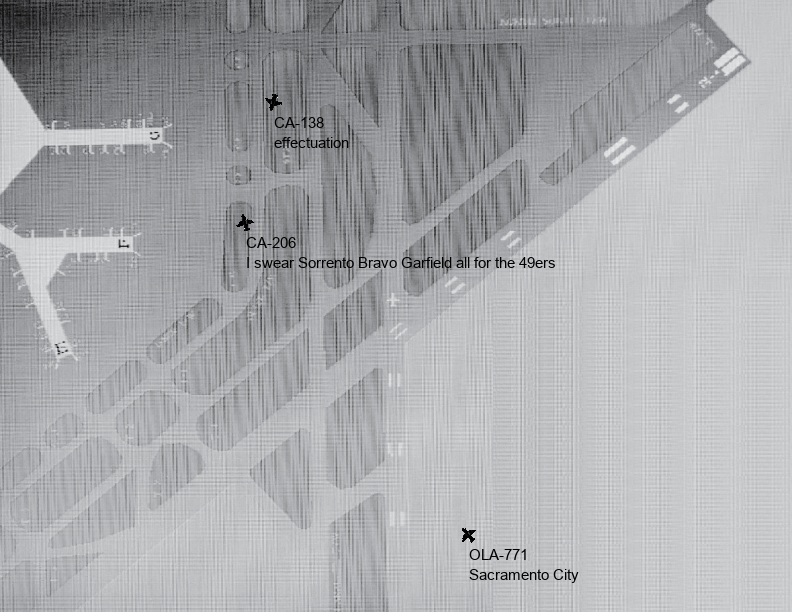 CA-138
effectuation
CA-206
I swear Sorrento Bravo Garfield all for the 49ers
OLA-771
Sacramento City